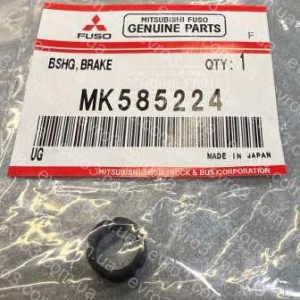 FUSO
MITSUBISHI FUSO
GENUINE PARTS
F
BSHG, BRAKE
QTY: 1
MK585224
UG
MADE IN JAPAN
MITSUBISHI FUSO TRUCK & BUS CORPORATION